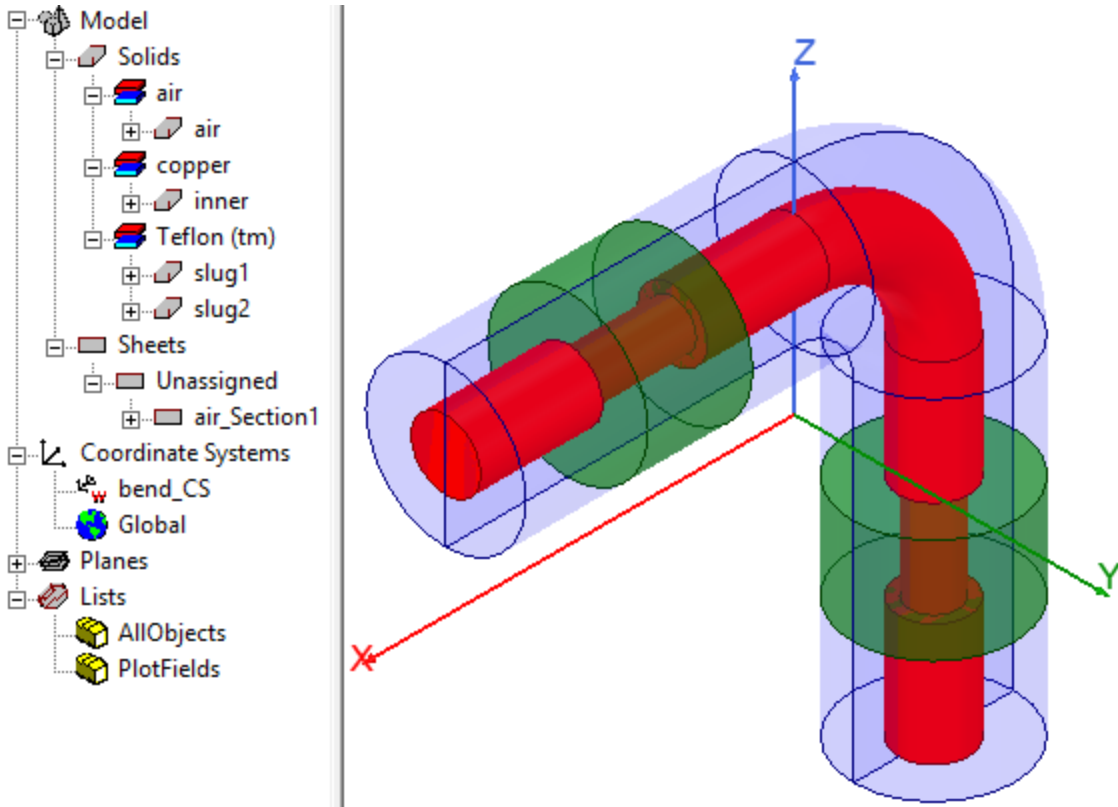 Model
Solids
air
air
copper
inner
Teflon (tm)
slug1
slug2
Sheets
Unassigned
air_Section1
Coordinate Systems
bend_CS
Global
Planes
Lists
AllObjects
PlotFields
Z
X
Y